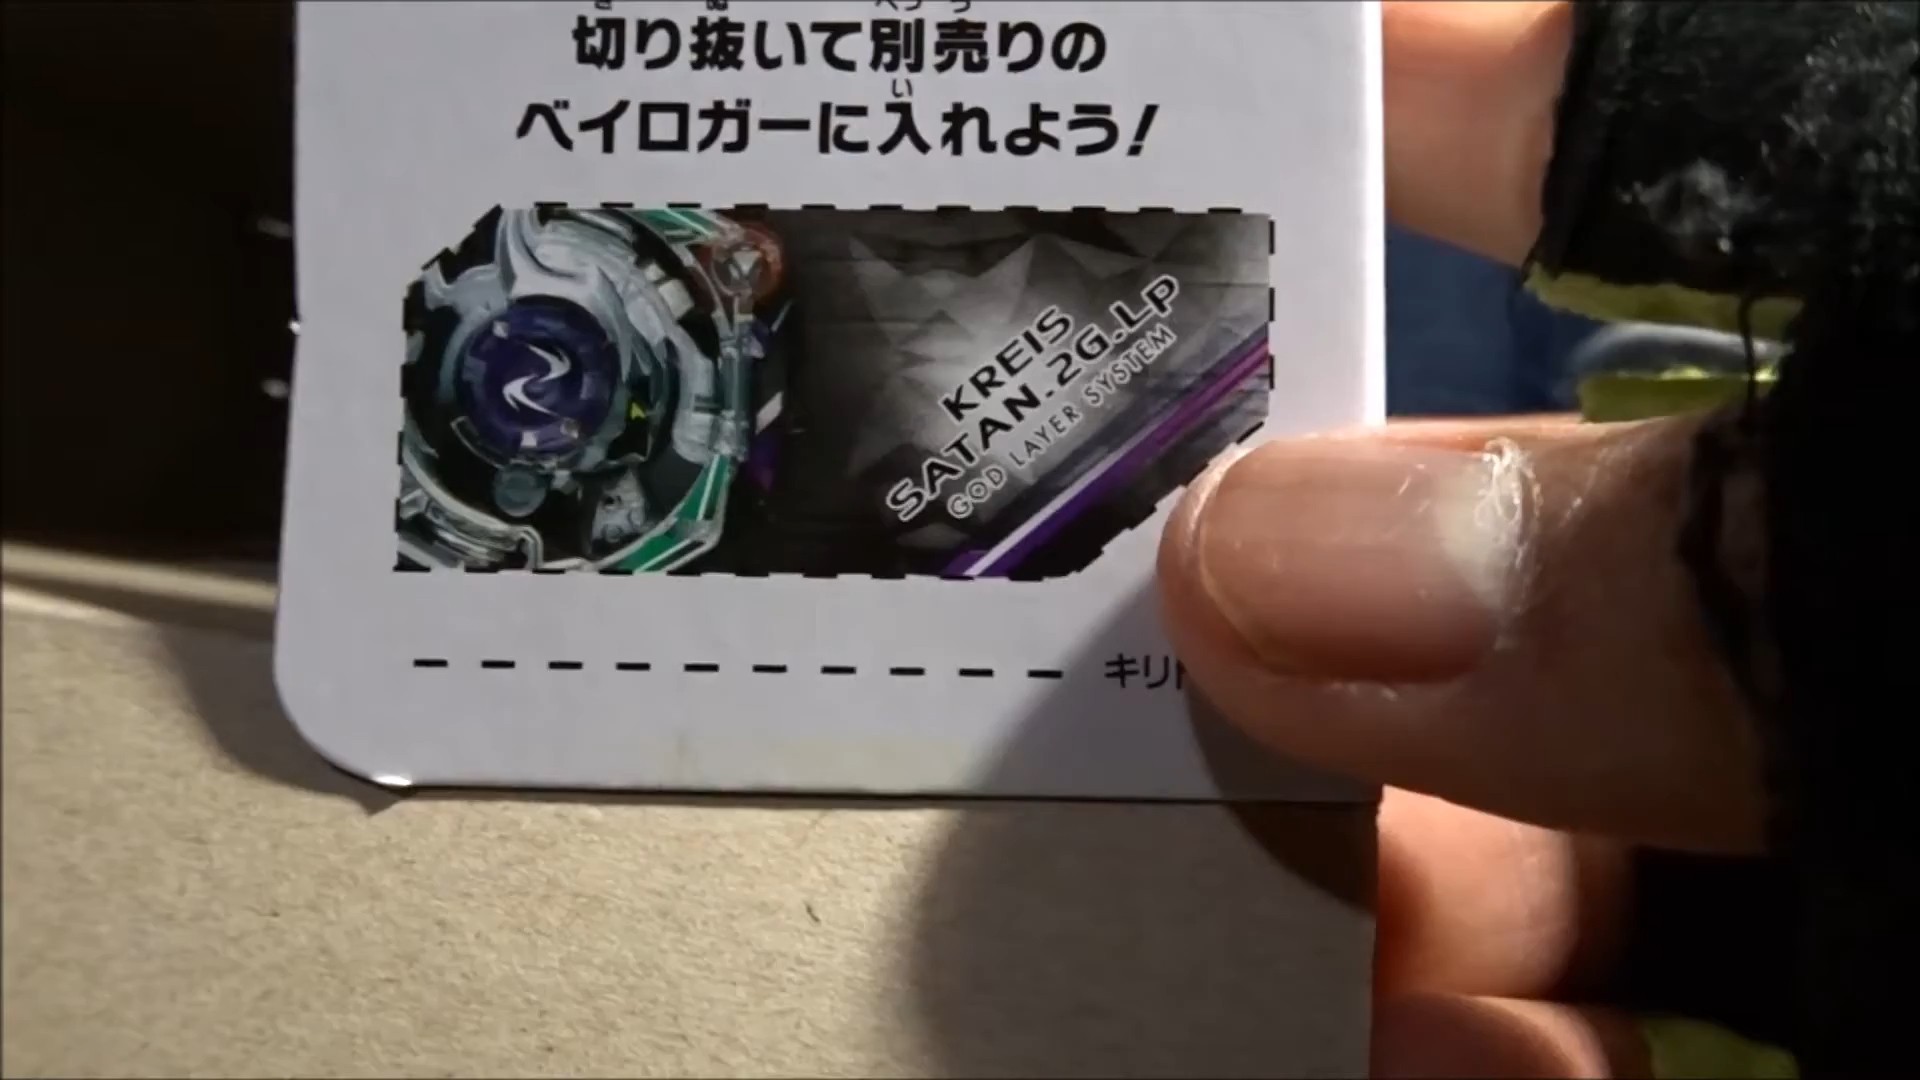 切り抜いて別売りの
ベイロガーに入れよう!
KREIS
SATAN.2G.LP
GOD LAYER SYSTEM
キリ